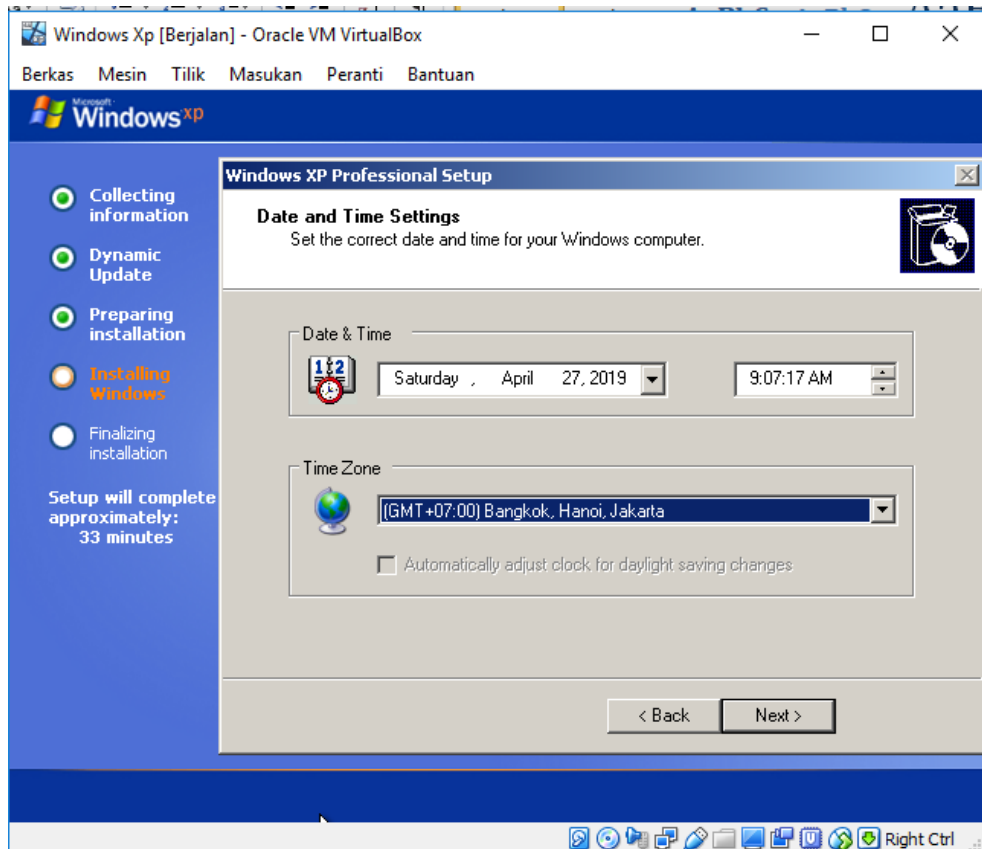 Windows Xp [Berjalan] - Oracle VM VirtualBox
Berkas Mesin Tilik Masukan Peranti Bantuan
Microsoft
Windows xp
Collecting
information
Dynamic
Update
Preparing
installation
Installing
Windows
Finalizing
installation
Setup will complete
approximately:
33 minutes
Windows XP Professional Setup
Date and Time Settings
Set the correct date and time for your Windows computer.
Date & Time
Saturday , April 27, 2019
9:07:17 AM
Time Zone
(GMT+07:00) Bangkok, Hanoi, Jakarta
Automatically adjust clock for daylight saving changes
< Back Next >
Right Ctrl